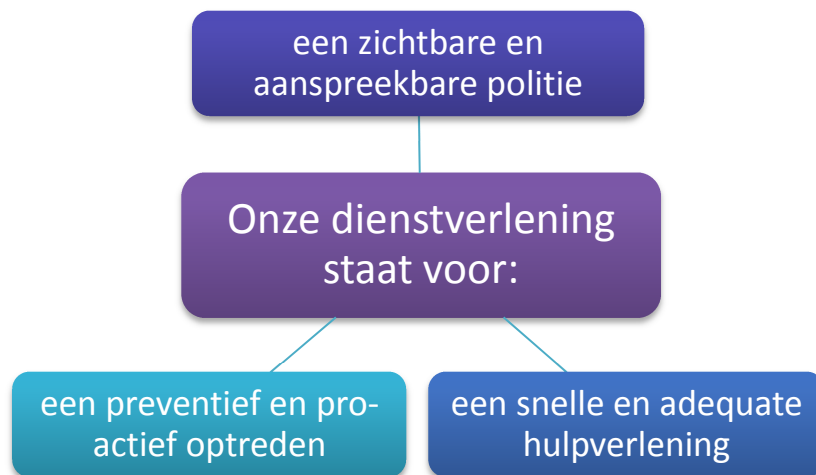 een zichtbare en
aanspreekbare politie
Onze dienstverlening
staat voor:
een preventief en pro-
actief optreden
een snelle en adequate
hulpverlening